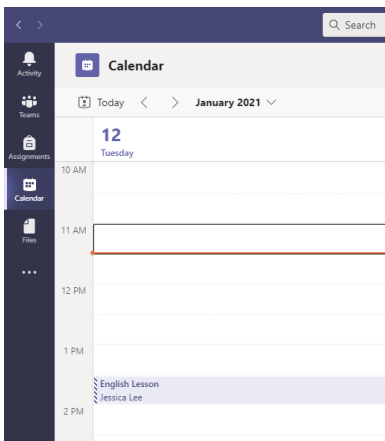 Search
Activity
Calendar
Today
January 2021
Teams
12
Tuesday
Assignments
10 AM
Calendar
11 AM
Files
12 PM
1 PM
English Lesson
Jessica Lee
2 PM